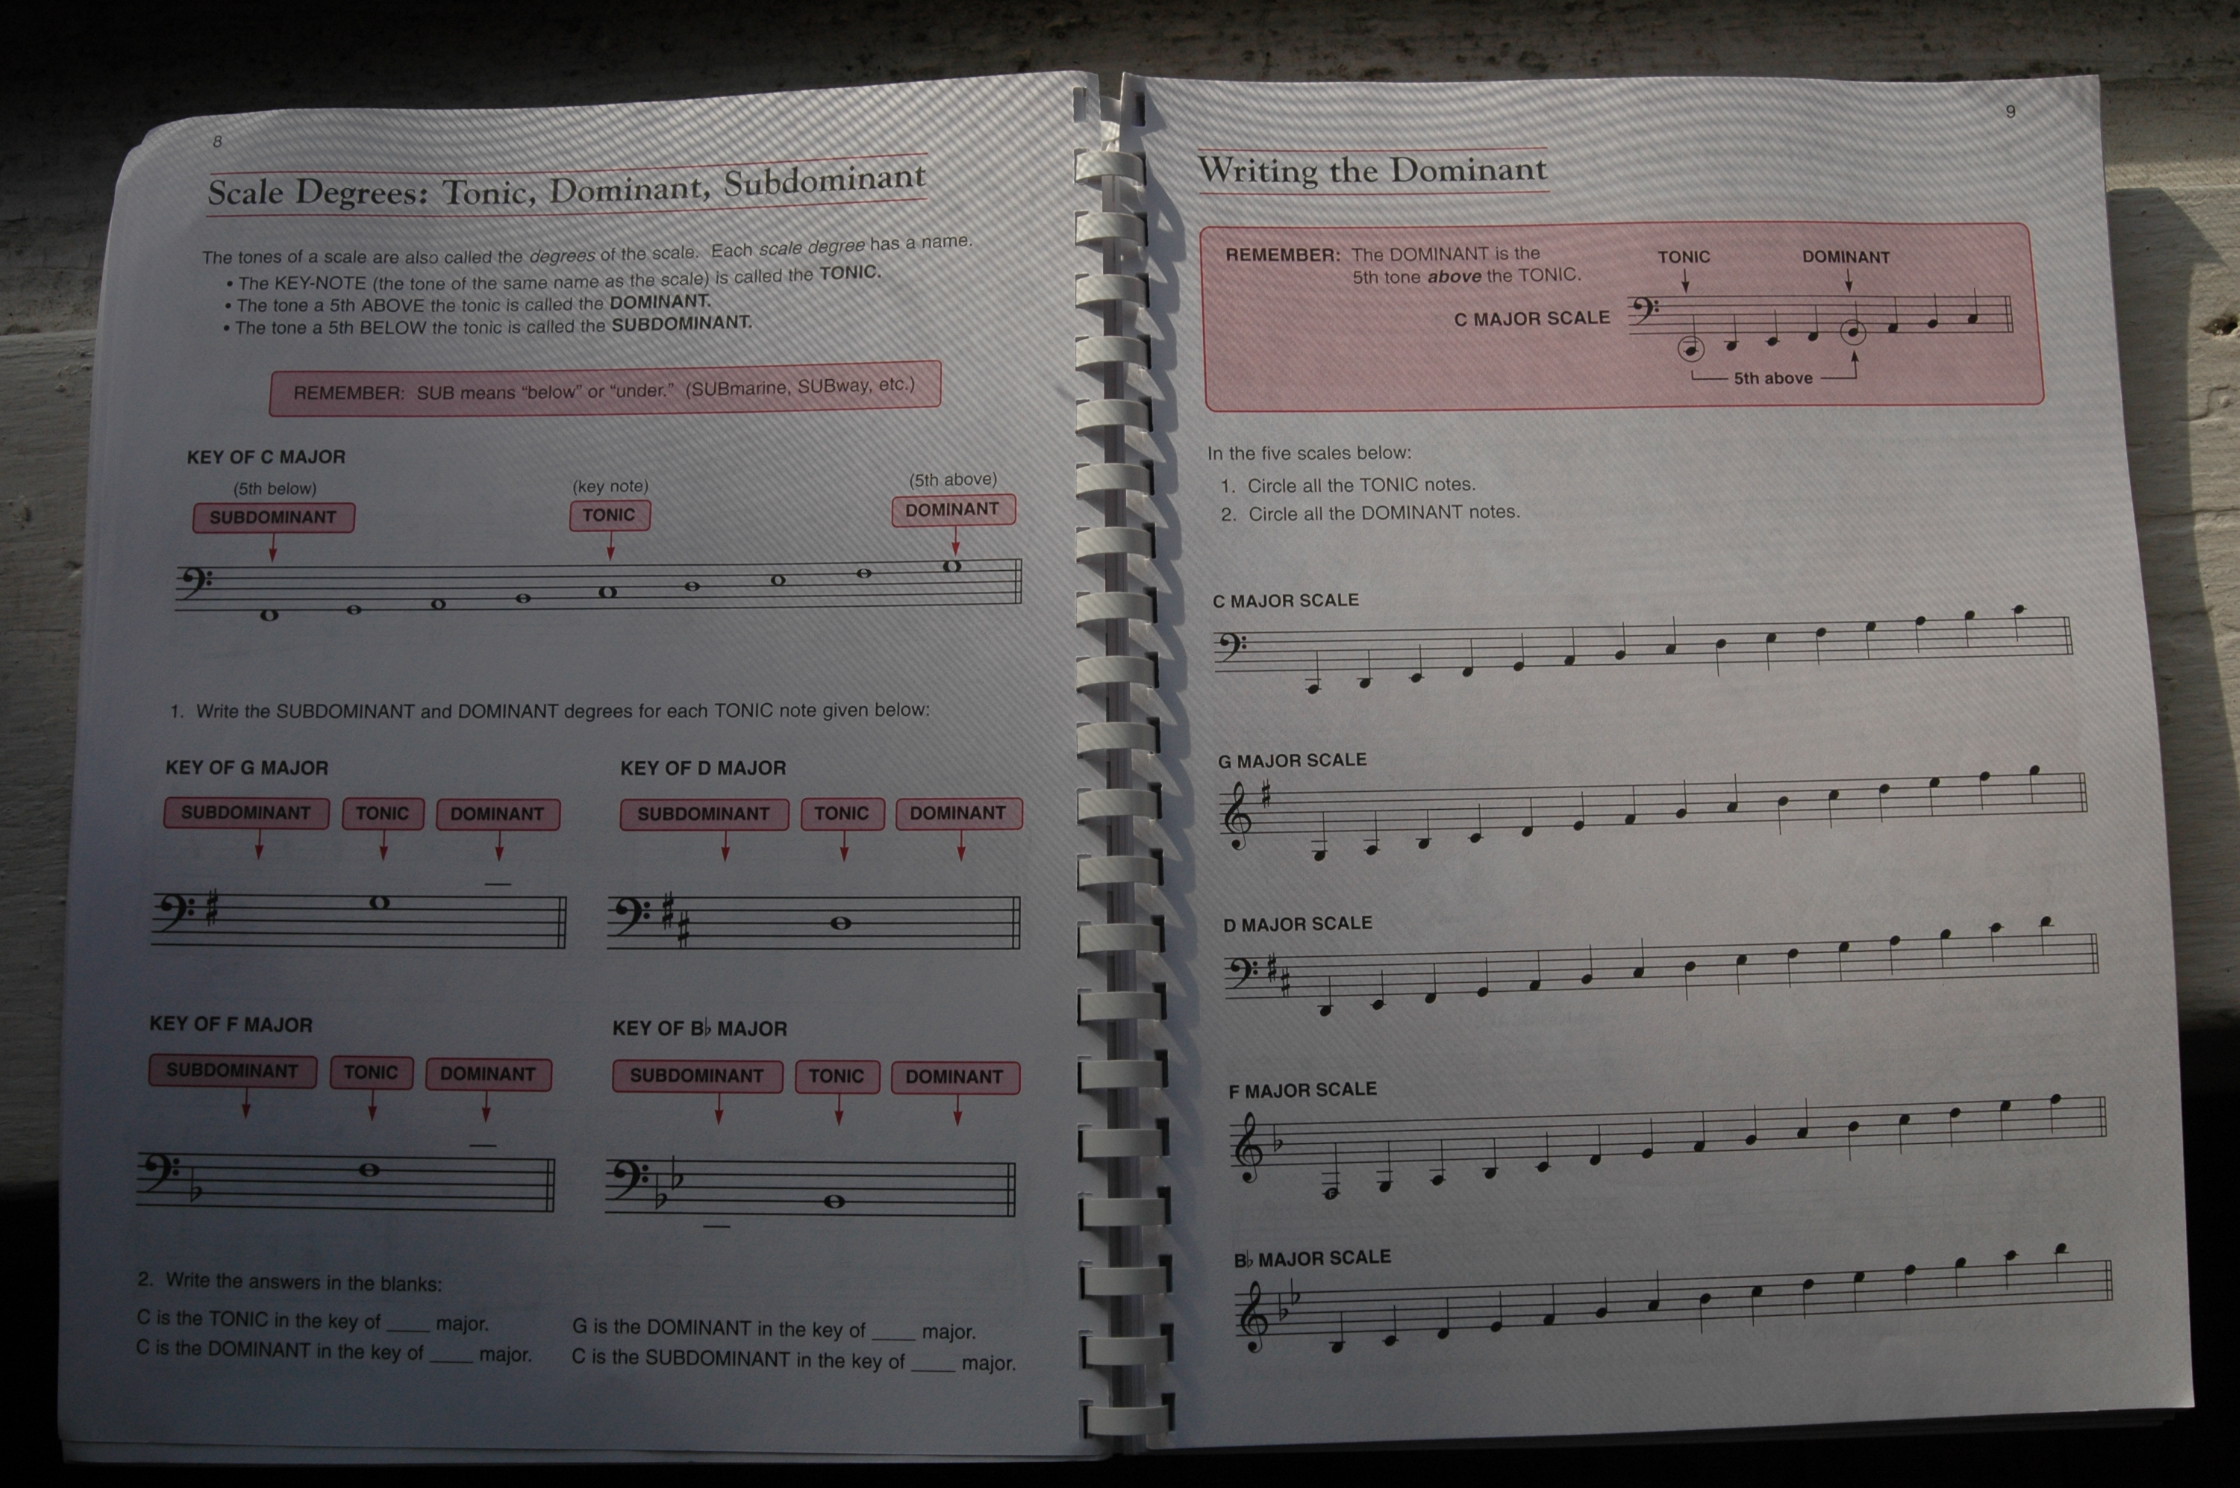 8
Scale Degrees: Tonic, Dominant, Subdominant
The tones of a scale are also called the degrees of the scale. Each scale degree has a name.
• The KEY-NOTE (the tone of the same name as the scale) is called the TONIC.
• The tone a 5th ABOVE the tonic is called the DOMINANT.
• The tone a 5th BELOW the tonic is called the SUBDOMINANT.
REMEMBER: SUB means “below” or “under.” (SUBmarine, SUBway, etc.)
KEY OF C MAJOR
(5th below) (key note) (5th above)
SUBDOMINANT TONIC DOMINANT
1. Write the SUBDOMINANT and DOMINANT degrees for each TONIC note given below:
KEY OF G MAJOR KEY OF D MAJOR
SUBDOMINANT TONIC DOMINANT SUBDOMINANT TONIC DOMINANT
KEY OF F MAJOR KEY OF B♭ MAJOR
SUBDOMINANT TONIC DOMINANT SUBDOMINANT TONIC DOMINANT
2. Write the answers in the blanks:
C is the TONIC in the key of ____ major. G is the DOMINANT in the key of ____ major.
C is the DOMINANT in the key of ____ major. C is the SUBDOMINANT in the key of ____ major.
9
Writing the Dominant
REMEMBER: The DOMINANT is the
5th tone above the TONIC.
TONIC DOMINANT
C MAJOR SCALE
5th above
In the five scales below:
1. Circle all the TONIC notes.
2. Circle all the DOMINANT notes.
C MAJOR SCALE
G MAJOR SCALE
D MAJOR SCALE
F MAJOR SCALE
B♭ MAJOR SCALE